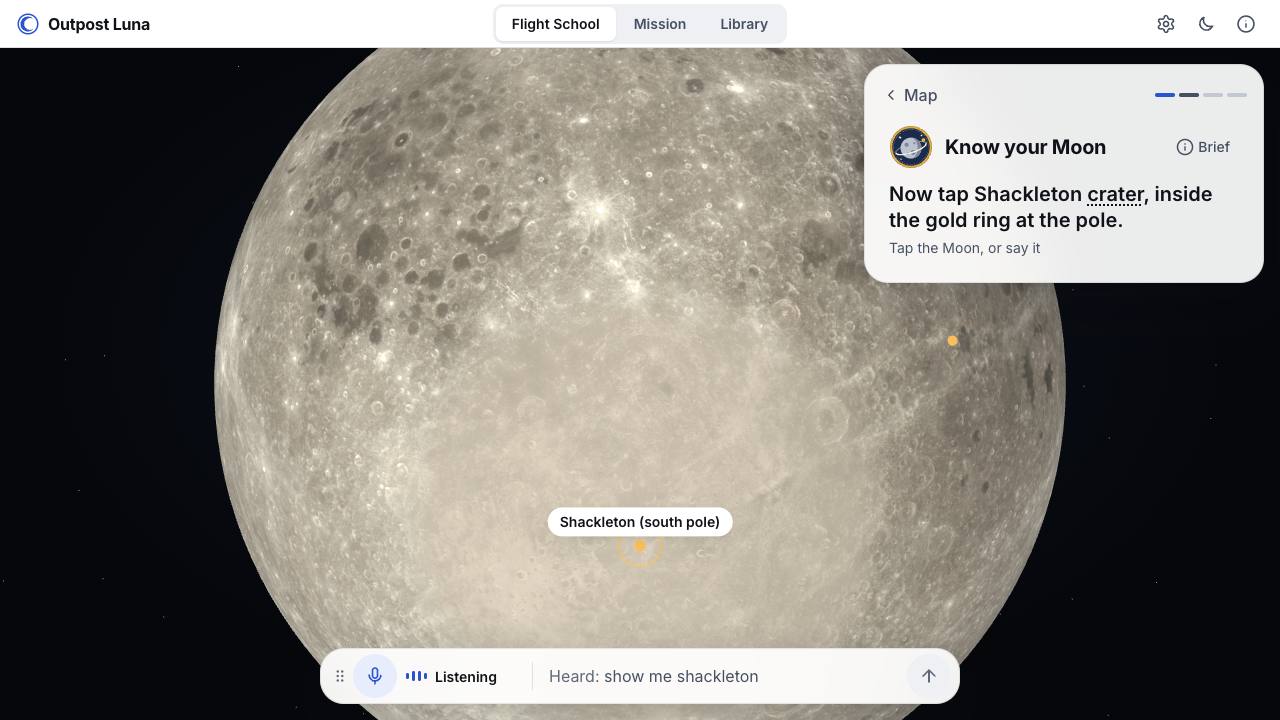 Outpost Luna
Flight School
Mission
Library
Map
Know your Moon
Brief
Now tap Shackleton crater, inside
the gold ring at the pole.
Tap the Moon, or say it
Shackleton (south pole)
Listening
Heard: show me shackleton